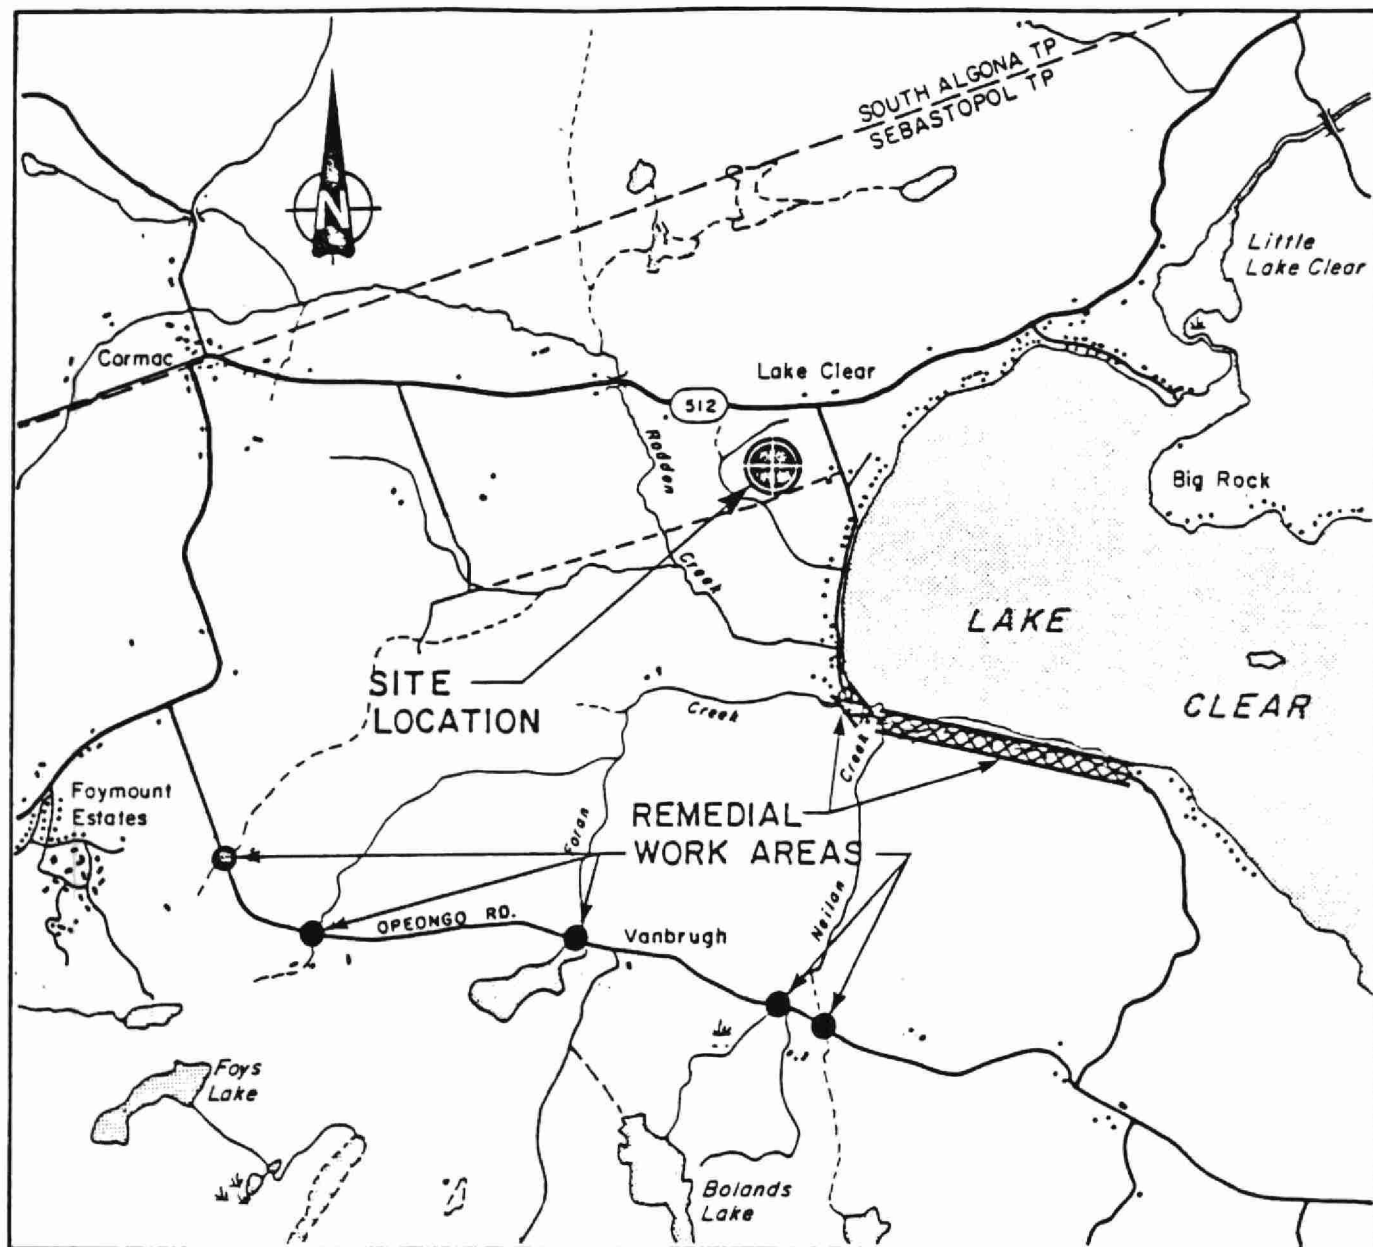 SOUTH ALGONA TP
SEBASTOPOL TP
N
Little
Lake Clear
Cormac
Lake Clear
512
Rodden
Creek
Big Rock
LAKE
CLEAR
SITE
LOCATION
Creek
Creek
Foymount
Estates
REMEDIAL
WORK AREAS
Foran
Neilan
OPEONGO RD.
Vanbrugh
Foys
Lake
Bolands
Lake